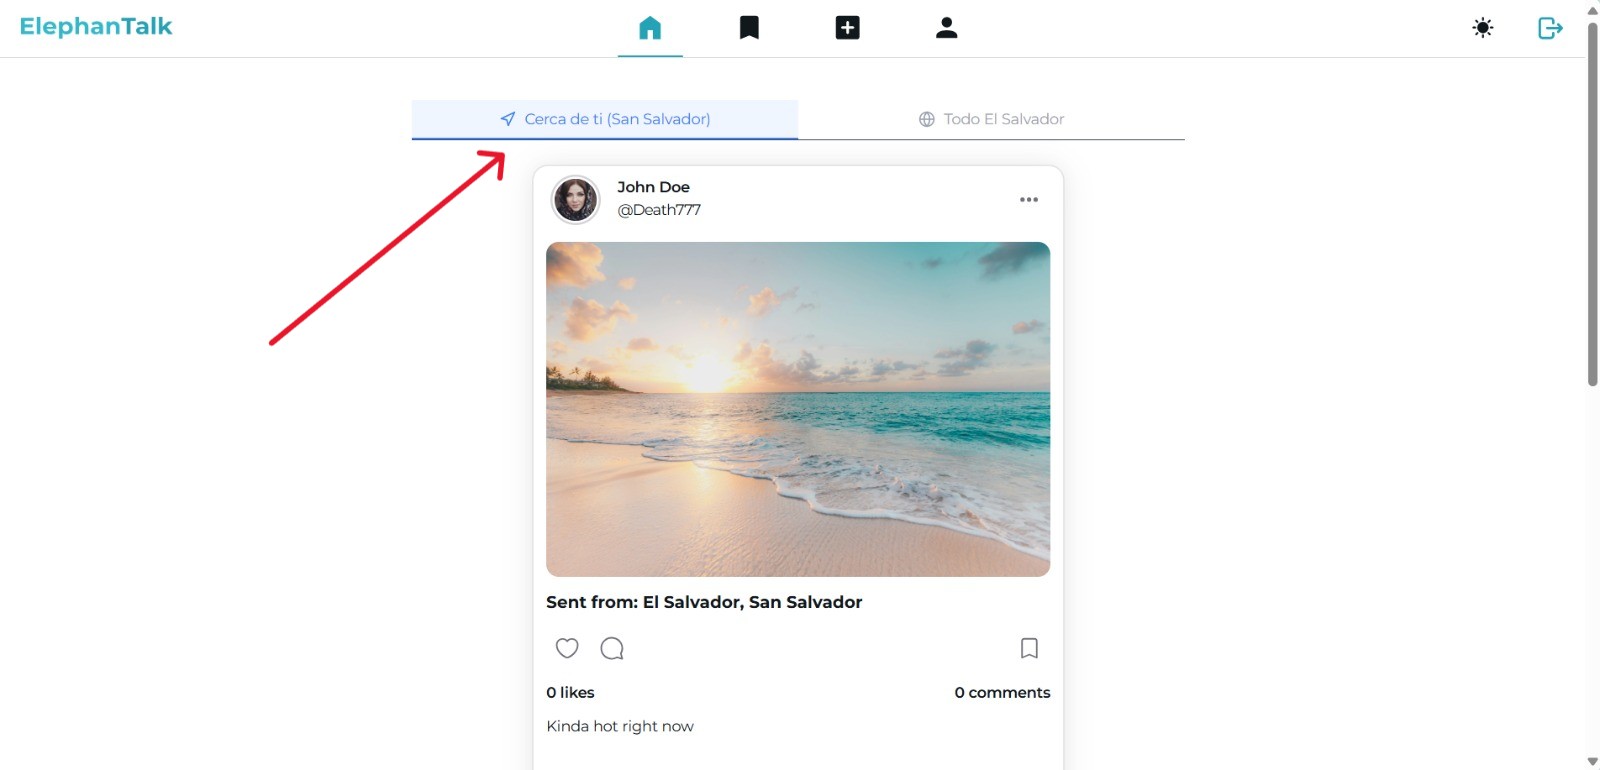 ElephanTalk
Cerca de ti (San Salvador)
Todo El Salvador
John Doe
@Death777
Sent from: El Salvador, San Salvador
0 likes
0 comments
Kinda hot right now